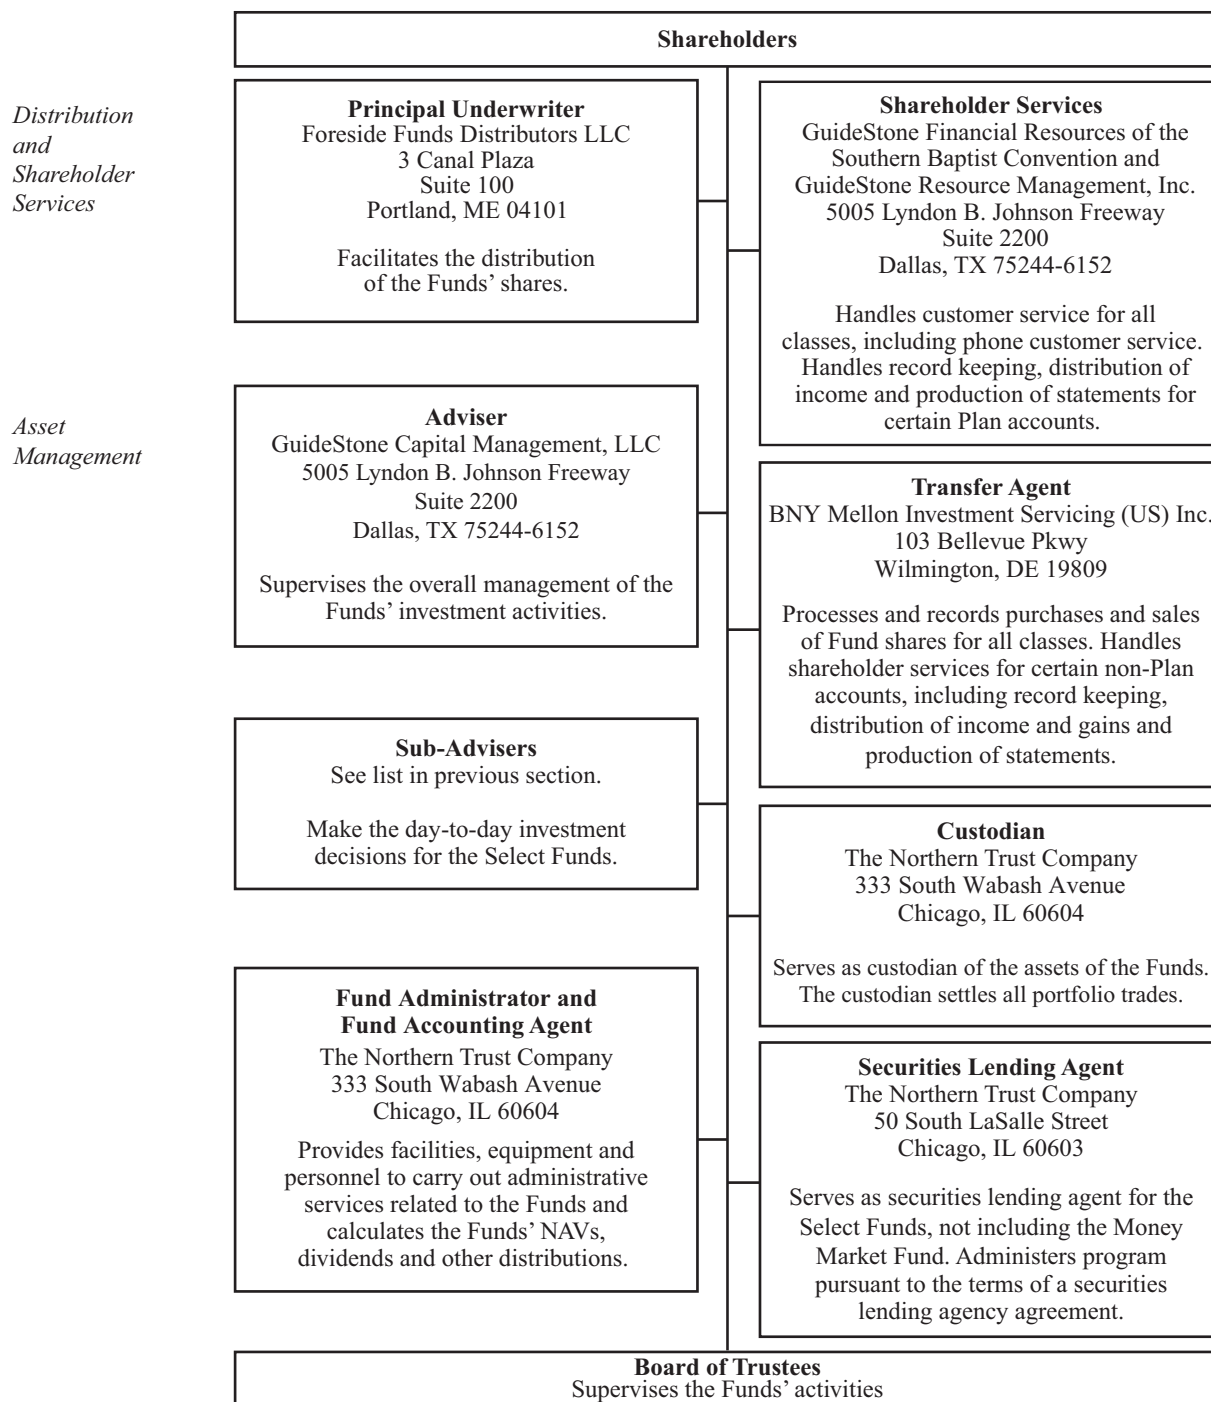 Shareholders
Distribution
and
Shareholder
Services
Principal Underwriter
Foreside Funds Distributors LLC
3 Canal Plaza
Suite 100
Portland, ME 04101
Facilitates the distribution
of the Funds’ shares.
Shareholder Services
GuideStone Financial Resources of the
Southern Baptist Convention and
GuideStone Resource Management, Inc.
5005 Lyndon B. Johnson Freeway
Suite 2200
Dallas, TX 75244-6152
Handles customer service for all
classes, including phone customer service.
Handles record keeping, distribution of
income and production of statements for
certain Plan accounts.
Asset
Management
Adviser
GuideStone Capital Management, LLC
5005 Lyndon B. Johnson Freeway
Suite 2200
Dallas, TX 75244-6152
Supervises the overall management of the
Funds’ investment activities.
Transfer Agent
BNY Mellon Investment Servicing (US) Inc.
103 Bellevue Pkwy
Wilmington, DE 19809
Processes and records purchases and sales
of Fund shares for all classes. Handles
shareholder services for certain non-Plan
accounts, including record keeping,
distribution of income and gains and
production of statements.
Sub-Advisers
See list in previous section.
Make the day-to-day investment
decisions for the Select Funds.
Custodian
The Northern Trust Company
333 South Wabash Avenue
Chicago, IL 60604
Serves as custodian of the assets of the Funds.
The custodian settles all portfolio trades.
Fund Administrator and
Fund Accounting Agent
The Northern Trust Company
333 South Wabash Avenue
Chicago, IL 60604
Provides facilities, equipment and
personnel to carry out administrative
services related to the Funds and
calculates the Funds’ NAVs,
dividends and other distributions.
Securities Lending Agent
The Northern Trust Company
50 South LaSalle Street
Chicago, IL 60603
Serves as securities lending agent for the
Select Funds, not including the Money
Market Fund. Administers program
pursuant to the terms of a securities
lending agency agreement.
Board of Trustees
Supervises the Funds’ activities